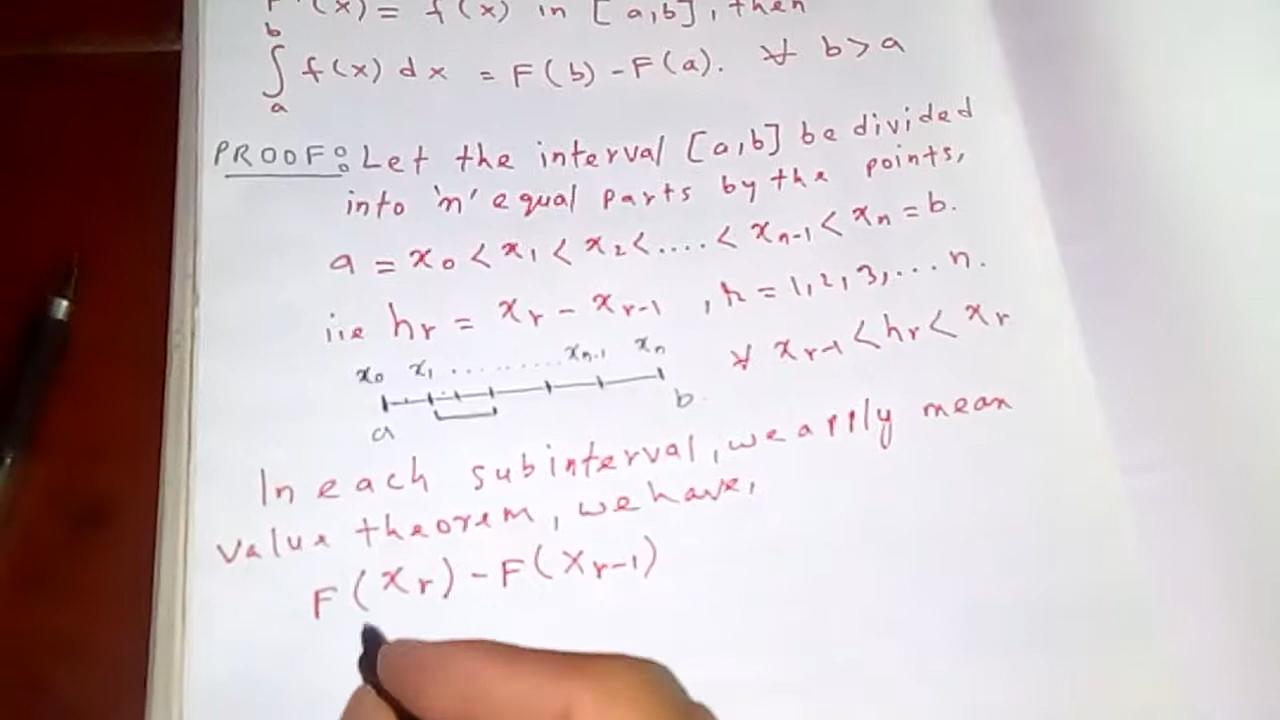 F'(x) = f(x) in [a,b], then
∫ₐᵇ f(x) dx = F(b) - F(a). ∀ b > a
PROOF: Let the interval [a,b] be divided
into 'n' equal parts by the points,
a = x₀ < x₁ < x₂ < .... < xₙ₋₁ < xₙ = b.
i.e hᵣ = xᵣ - xᵣ₋₁ , r = 1, 2, 3, ... n.
∀ xᵣ₋₁ < hᵣ < xᵣ
x₀ x₁ ......... xₙ₋₁ xₙ
a b
In each subinterval, we apply mean
value theorem, we have,
F(xᵣ) - F(xᵣ₋₁)